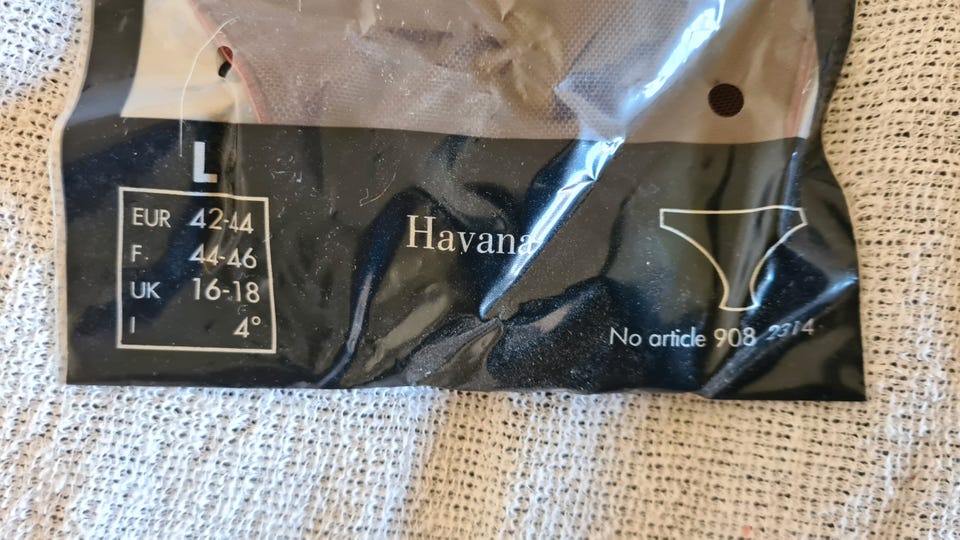 L
EUR 42-44
F. 44-46
UK 16-18
I 4°
Havana
No article 908 2314